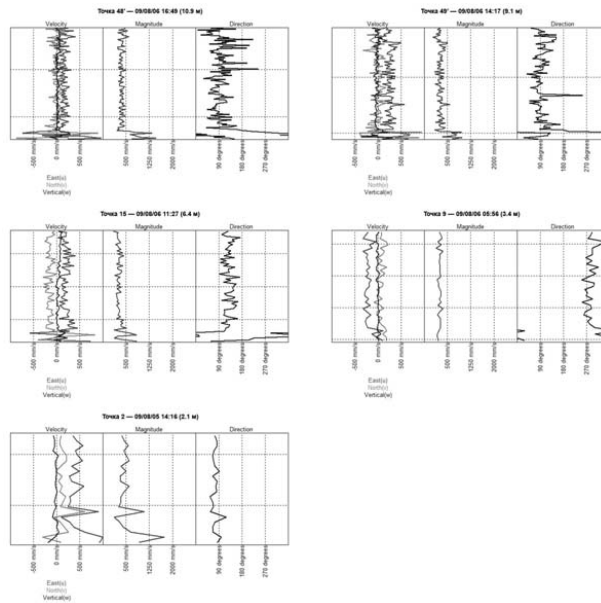 Точка 48' — 09/08/06 16:49 (10.9 м)
Velocity Magnitude Direction
-500 mm/s 0 mm/s 500 mm/s 500 mm/s 1250 mm/s 2000 mm/s 90 degrees 180 degrees 270 degrees
East(u)
North(v)
Vertical(w)
Точка 49' — 09/08/06 14:17 (9.1 м)
Velocity Magnitude Direction
-500 mm/s 0 mm/s 500 mm/s 500 mm/s 1250 mm/s 2000 mm/s 90 degrees 180 degrees 270 degrees
East(u)
North(v)
Vertical(w)
Точка 15 — 09/08/06 11:27 (6.4 м)
Velocity Magnitude Direction
-500 mm/s 0 mm/s 500 mm/s 500 mm/s 1250 mm/s 2000 mm/s 90 degrees 180 degrees 270 degrees
East(u)
North(v)
Vertical(w)
Точка 9 — 09/08/06 05:56 (3.4 м)
Velocity Magnitude Direction
-500 mm/s 0 mm/s 500 mm/s 500 mm/s 1250 mm/s 2000 mm/s 90 degrees 180 degrees 270 degrees
East(u)
North(v)
Vertical(w)
Точка 2 — 09/08/05 14:16 (2.1 м)
Velocity Magnitude Direction
-500 mm/s 0 mm/s 500 mm/s 500 mm/s 1250 mm/s 2000 mm/s 90 degrees 180 degrees 270 degrees
East(u)
North(v)
Vertical(w)